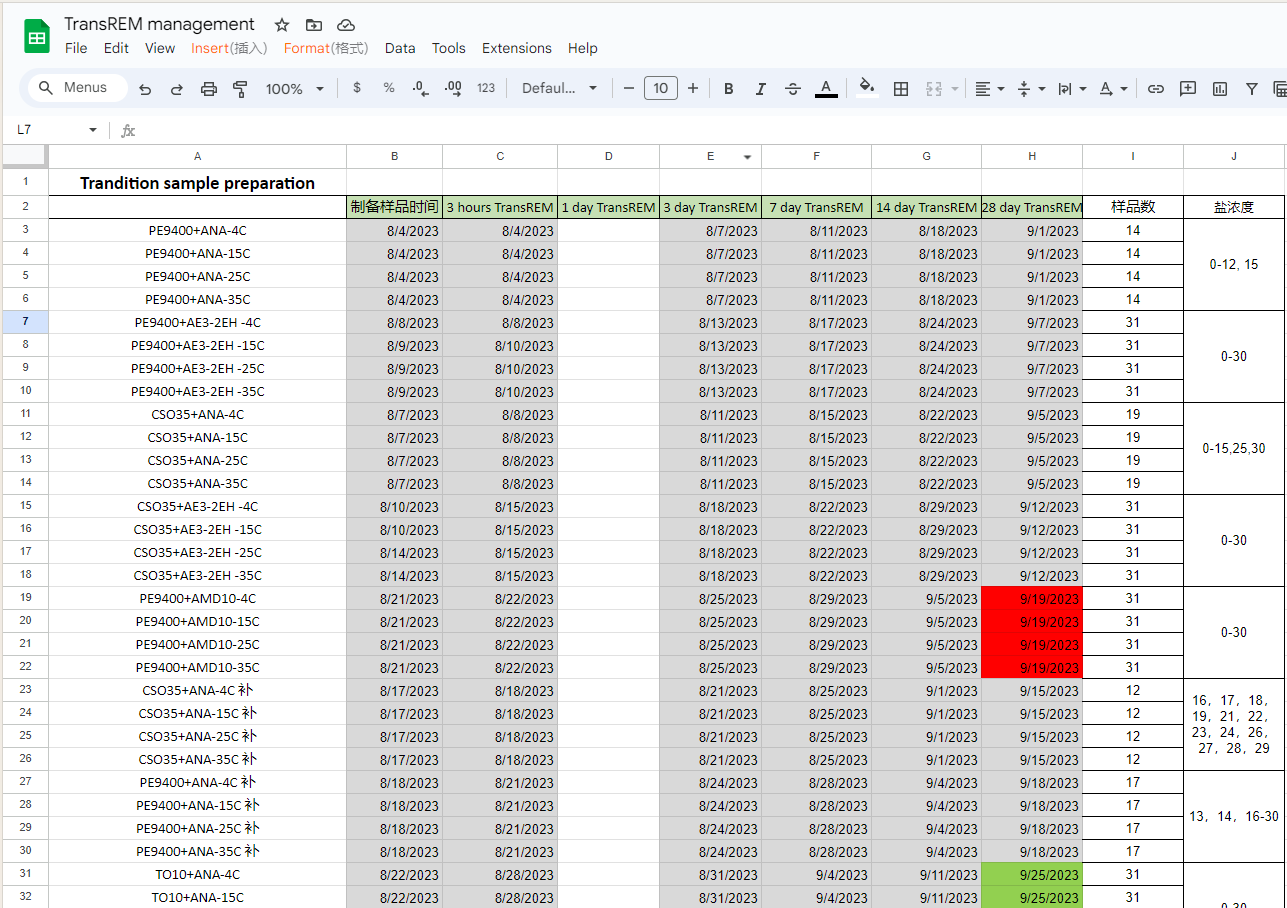 TransREM management
File Edit View Insert(插入) Format(格式) Data Tools Extensions Help
Menus 100% $ % .0 .00 123 Defaul... 10 B I A
L7 fx
A B C D E F G H I J
1 Trandition sample preparation
2 制备样品时间 3 hours TransREM 1 day TransREM 3 day TransREM 7 day TransREM 14 day TransREM 28 day TransREM 样品数 盐浓度
3 PE9400+ANA-4C 8/4/2023 8/4/2023 8/7/2023 8/11/2023 8/18/2023 9/1/2023 14
4 PE9400+ANA-15C 8/4/2023 8/4/2023 8/7/2023 8/11/2023 8/18/2023 9/1/2023 14
0-12, 15
5 PE9400+ANA-25C 8/4/2023 8/4/2023 8/7/2023 8/11/2023 8/18/2023 9/1/2023 14
6 PE9400+ANA-35C 8/4/2023 8/4/2023 8/7/2023 8/11/2023 8/18/2023 9/1/2023 14
7 PE9400+AE3-2EH -4C 8/8/2023 8/8/2023 8/13/2023 8/17/2023 8/24/2023 9/7/2023 31
8 PE9400+AE3-2EH -15C 8/9/2023 8/10/2023 8/13/2023 8/17/2023 8/24/2023 9/7/2023 31
0-30
9 PE9400+AE3-2EH -25C 8/9/2023 8/10/2023 8/13/2023 8/17/2023 8/24/2023 9/7/2023 31
10 PE9400+AE3-2EH -35C 8/9/2023 8/10/2023 8/13/2023 8/17/2023 8/24/2023 9/7/2023 31
11 CSO35+ANA-4C 8/7/2023 8/8/2023 8/11/2023 8/15/2023 8/22/2023 9/5/2023 19
12 CSO35+ANA-15C 8/7/2023 8/8/2023 8/11/2023 8/15/2023 8/22/2023 9/5/2023 19
0-15,25,30
13 CSO35+ANA-25C 8/7/2023 8/8/2023 8/11/2023 8/15/2023 8/22/2023 9/5/2023 19
14 CSO35+ANA-35C 8/7/2023 8/8/2023 8/11/2023 8/15/2023 8/22/2023 9/5/2023 19
15 CSO35+AE3-2EH -4C 8/10/2023 8/15/2023 8/18/2023 8/22/2023 8/29/2023 9/12/2023 31
16 CSO35+AE3-2EH -15C 8/10/2023 8/15/2023 8/18/2023 8/22/2023 8/29/2023 9/12/2023 31
0-30
17 CSO35+AE3-2EH -25C 8/14/2023 8/15/2023 8/18/2023 8/22/2023 8/29/2023 9/12/2023 31
18 CSO35+AE3-2EH -35C 8/14/2023 8/15/2023 8/18/2023 8/22/2023 8/29/2023 9/12/2023 31
19 PE9400+AMD10-4C 8/21/2023 8/22/2023 8/25/2023 8/29/2023 9/5/2023 9/19/2023 31
20 PE9400+AMD10-15C 8/21/2023 8/22/2023 8/25/2023 8/29/2023 9/5/2023 9/19/2023 31
0-30
21 PE9400+AMD10-25C 8/21/2023 8/22/2023 8/25/2023 8/29/2023 9/5/2023 9/19/2023 31
22 PE9400+AMD10-35C 8/21/2023 8/22/2023 8/25/2023 8/29/2023 9/5/2023 9/19/2023 31
23 CSO35+ANA-4C 补 8/17/2023 8/18/2023 8/21/2023 8/25/2023 9/1/2023 9/15/2023 12
16, 17, 18,
24 CSO35+ANA-15C 补 8/17/2023 8/18/2023 8/21/2023 8/25/2023 9/1/2023 9/15/2023 12
19, 21, 22,
25 CSO35+ANA-25C 补 8/17/2023 8/18/2023 8/21/2023 8/25/2023 9/1/2023 9/15/2023 12
23, 24, 26,
27, 28, 29
26 CSO35+ANA-35C 补 8/17/2023 8/18/2023 8/21/2023 8/25/2023 9/1/2023 9/15/2023 12
27 PE9400+ANA-4C 补 8/18/2023 8/21/2023 8/24/2023 8/28/2023 9/4/2023 9/18/2023 17
28 PE9400+ANA-15C 补 8/18/2023 8/21/2023 8/24/2023 8/28/2023 9/4/2023 9/18/2023 17
13, 14, 16-30
29 PE9400+ANA-25C 补 8/18/2023 8/21/2023 8/24/2023 8/28/2023 9/4/2023 9/18/2023 17
30 PE9400+ANA-35C 补 8/18/2023 8/21/2023 8/24/2023 8/28/2023 9/4/2023 9/18/2023 17
31 TO10+ANA-4C 8/22/2023 8/28/2023 8/31/2023 9/4/2023 9/11/2023 9/25/2023 31
32 TO10+ANA-15C 8/22/2023 8/28/2023 8/31/2023 9/4/2023 9/11/2023 9/25/2023 31
0-30